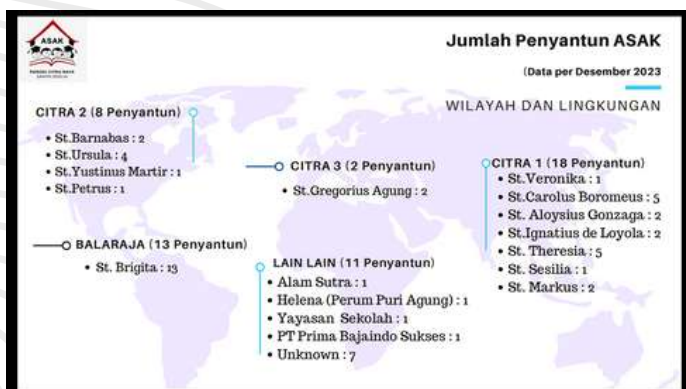 ASAK
Jumlah Penyantun ASAK
(Data per Desember 2023
WILAYAH DAN LINGKUNGAN
CITRA 2 (8 Penyantun)
• St.Barnabas : 2
• St.Ursula : 4
• St.Yustinus Martir : 1
• St.Petrus : 1
CITRA 3 (2 Penyantun)
• St.Gregorius Agung : 2
CITRA 1 (18 Penyantun)
• St.Veronika : 1
• St.Carolus Boromeus : 5
• St. Aloysius Gonzaga : 2
• St.Ignatius de Loyola : 2
• St. Theresia : 5
• St. Sesilia : 1
• St. Markus : 2
BALARAJA (13 Penyantun)
• St. Brigita : 13
LAIN LAIN (11 Penyantun)
• Alam Sutra : 1
• Helena (Perum Puri Agung) : 1
• Yayasan Sekolah : 1
• PT Prima Bajaindo Sukses : 1
• Unknown : 7